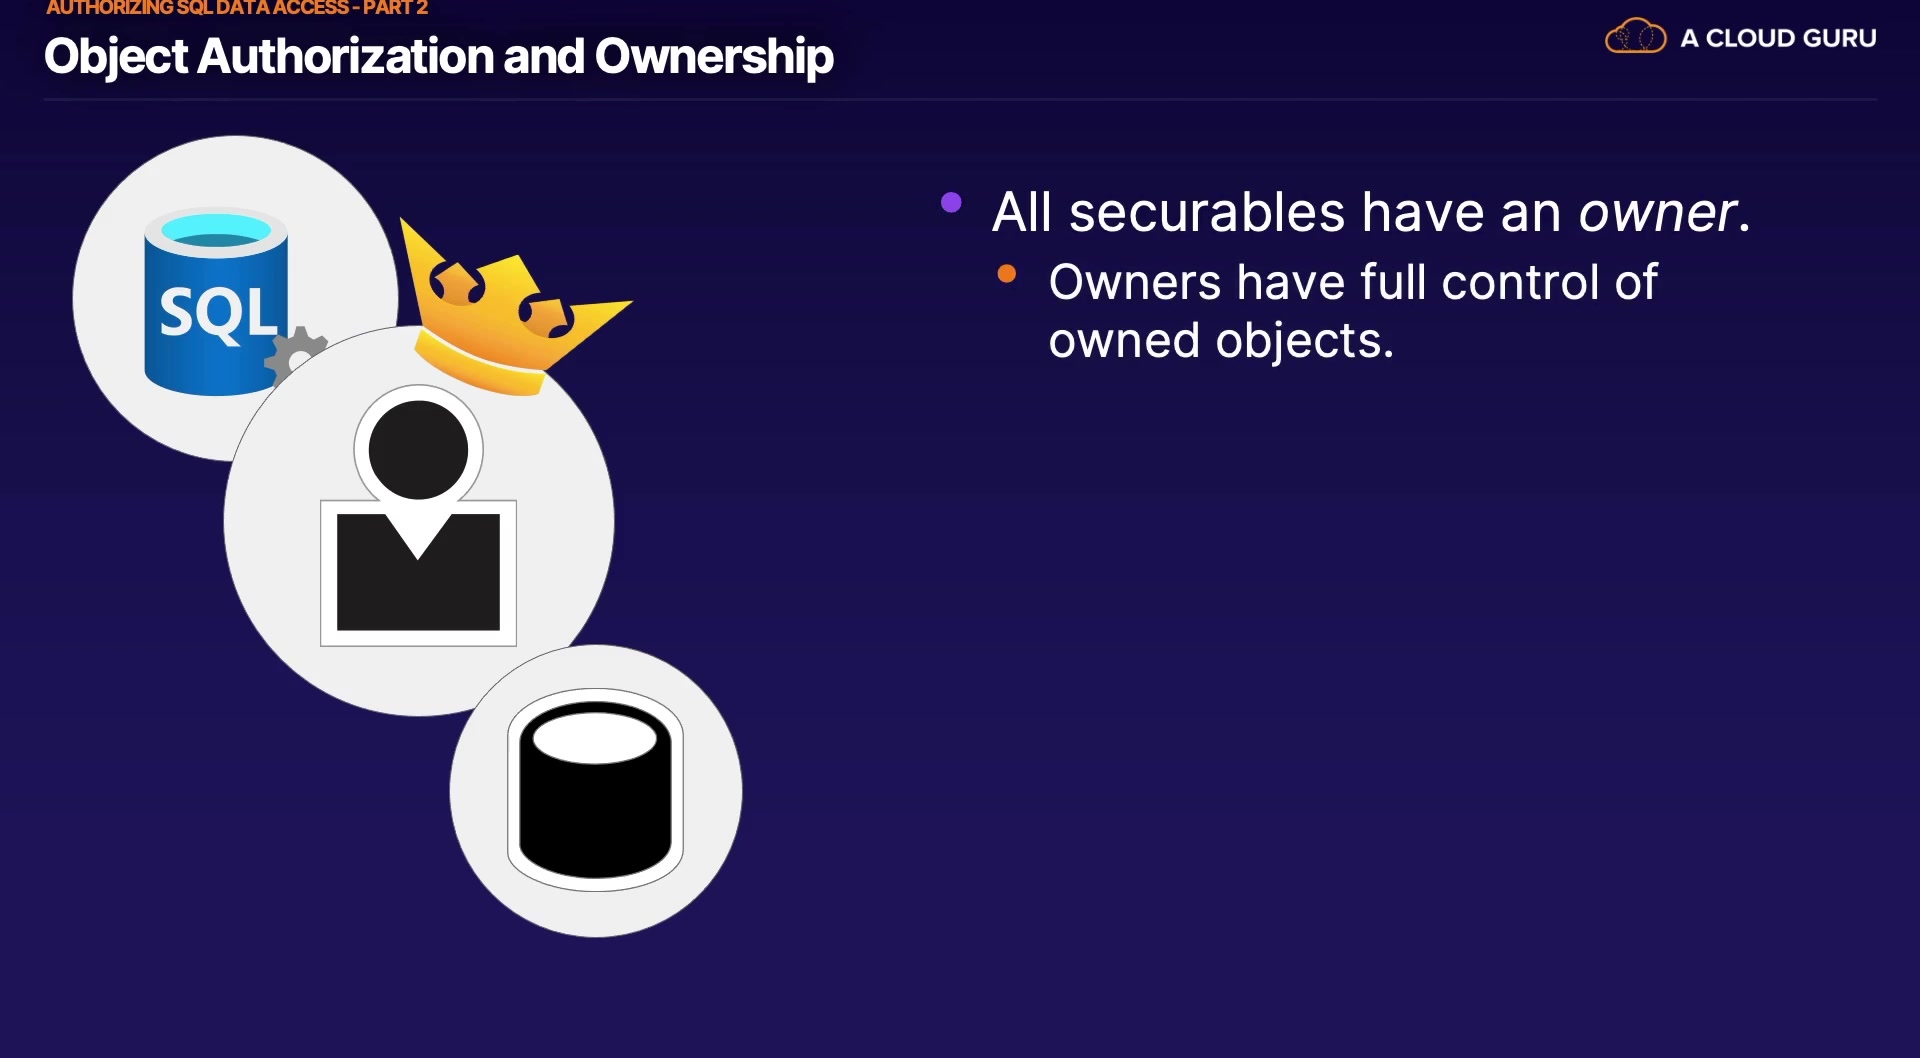 AUTHORIZING SQL DATA ACCESS - PART 2
Object Authorization and Ownership
A CLOUD GURU
SQL
All securables have an owner.
Owners have full control of
owned objects.